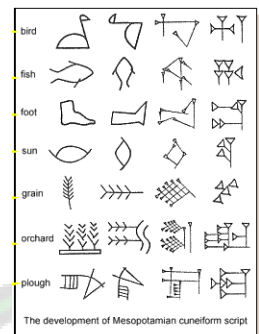 bird
fish
foot
sun
grain
orchard
plough
The development of Mesopotamian cuneiform script